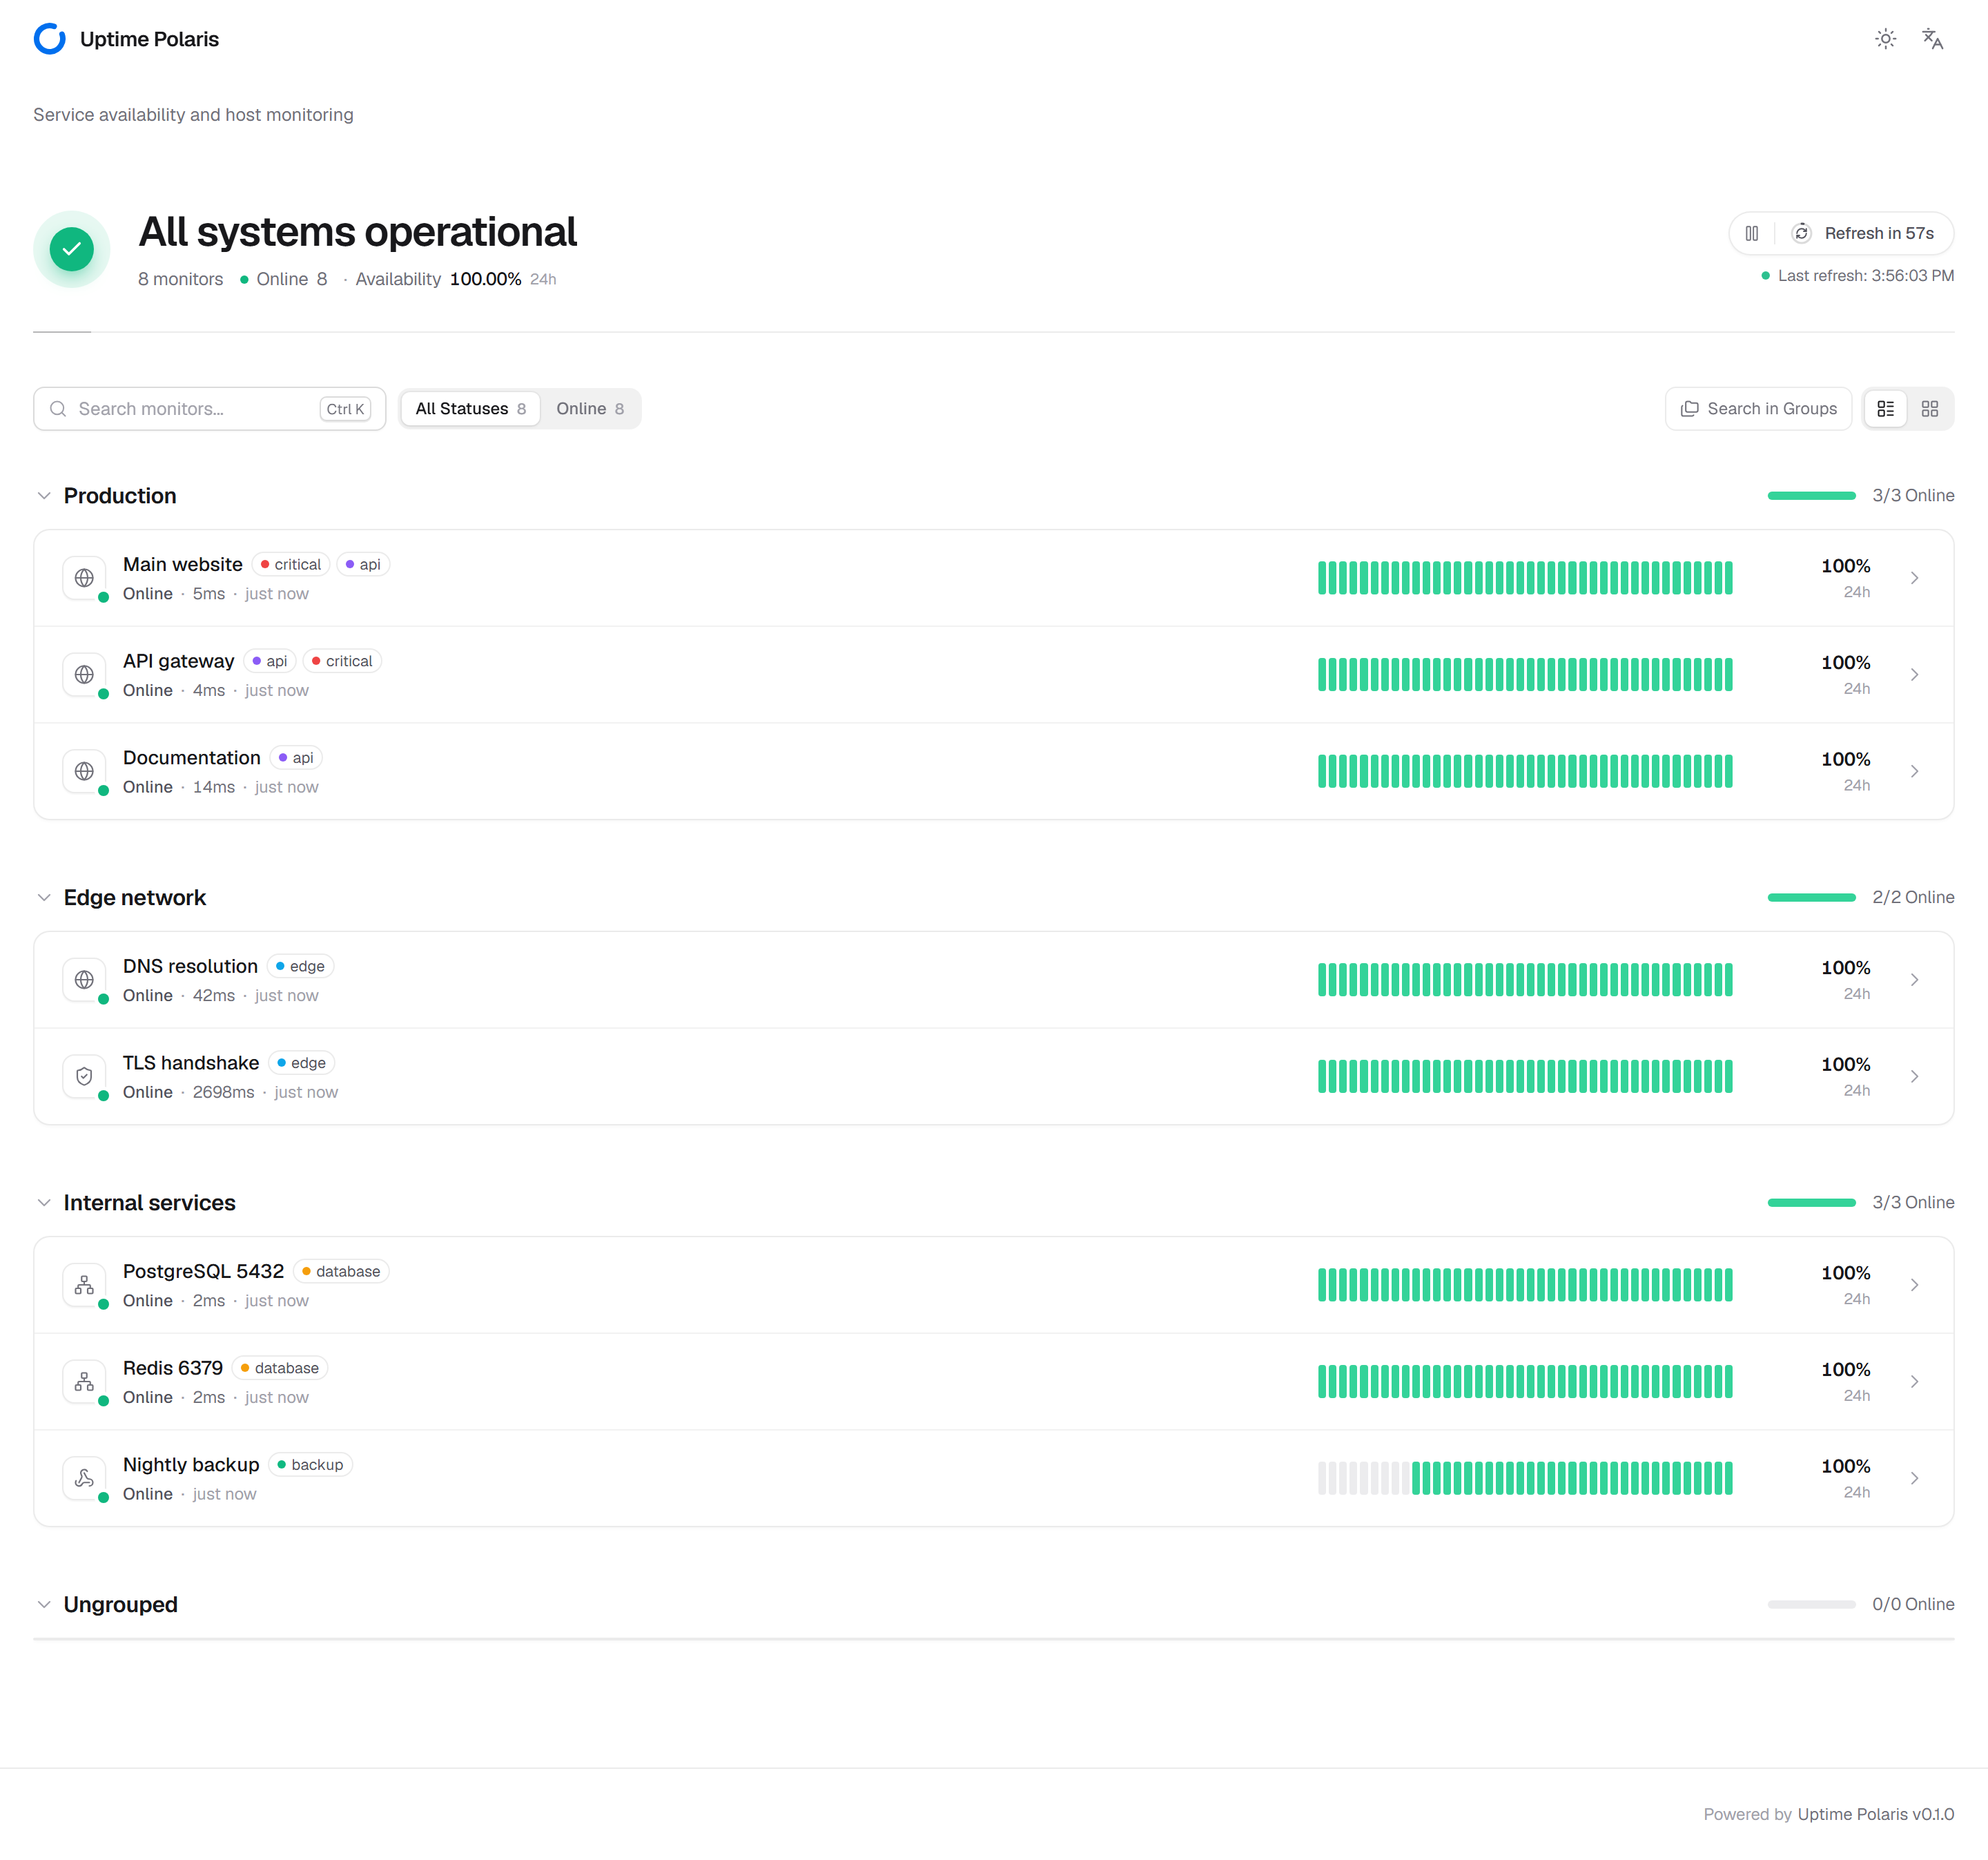 Uptime Polaris
Service availability and host monitoring
All systems operational
8 monitors Online 8 · Availability 100.00% 24h
Refresh in 57s
Last refresh: 3:56:03 PM
Search monitors... Ctrl K
All Statuses 8 Online 8
Search in Groups
Production 3/3 Online
Main website critical api
Online · 5ms · just now
100%
24h
API gateway api critical
Online · 4ms · just now
100%
24h
Documentation api
Online · 14ms · just now
100%
24h
Edge network 2/2 Online
DNS resolution edge
Online · 42ms · just now
100%
24h
TLS handshake edge
Online · 2698ms · just now
100%
24h
Internal services 3/3 Online
PostgreSQL 5432 database
Online · 2ms · just now
100%
24h
Redis 6379 database
Online · 2ms · just now
100%
24h
Nightly backup backup
Online · just now
100%
24h
Ungrouped 0/0 Online
Powered by Uptime Polaris v0.1.0